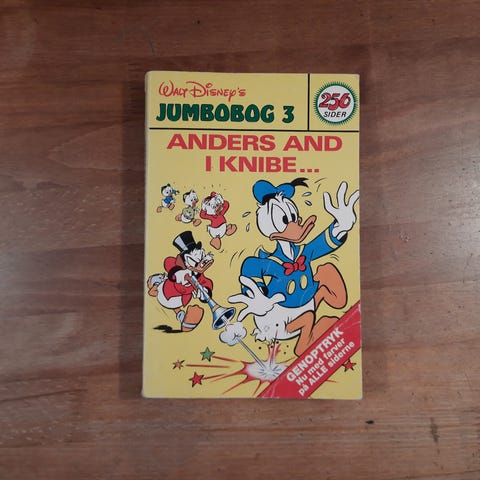 WALT DISNEY'S
JUMBOBOG 3
256
SIDER
ANDERS AND
I KNIBE...
GENOPTRYK
Nu med farver
på ALLE siderne